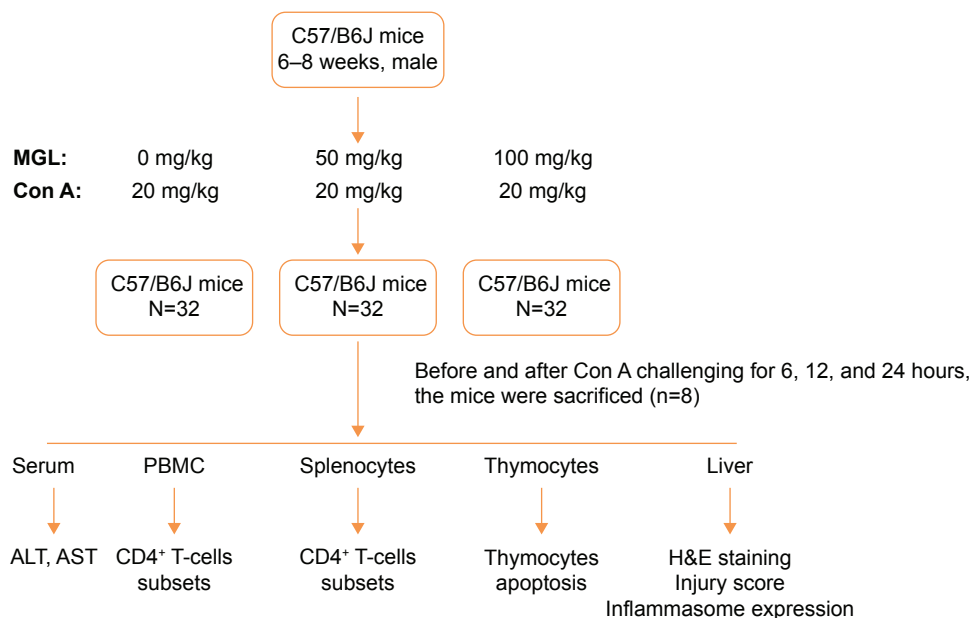 C57/B6J mice
6–8 weeks, male
MGL: 0 mg/kg 50 mg/kg 100 mg/kg
Con A: 20 mg/kg 20 mg/kg 20 mg/kg
C57/B6J mice
N=32
C57/B6J mice
N=32
C57/B6J mice
N=32
Before and after Con A challenging for 6, 12, and 24 hours,
the mice were sacrificed (n=8)
Serum PBMC Splenocytes Thymocytes Liver
ALT, AST
CD4⁺ T-cells
subsets
CD4⁺ T-cells
subsets
Thymocytes
apoptosis
H&E staining
Injury score
Inflammasome expression